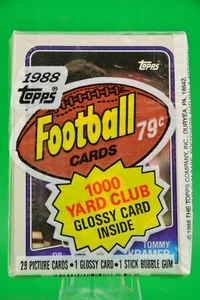 topps
1988
topps
Football
79¢
CARDS
1000
YARD CLUB
GLOSSY CARD
INSIDE
QB
TOMMY
KRAMER
29 PICTURE CARDS • 1 GLOSSY CARD • 1 STICK BUBBLE GUM
©1988 THE TOPPS COMPANY, INC., DURYEA, PA. 18642.